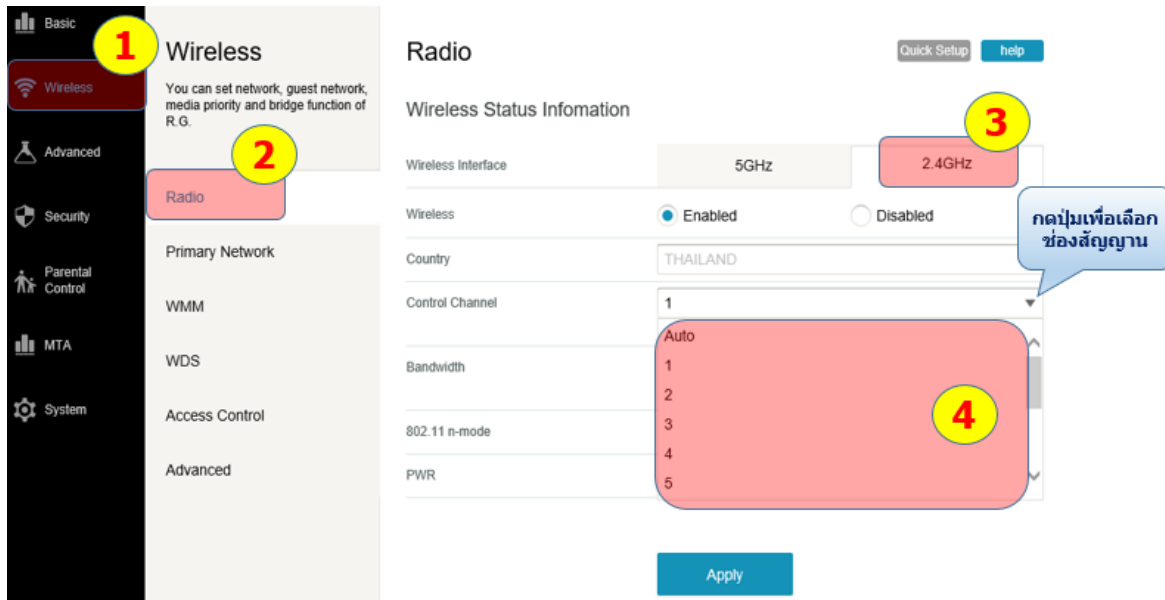 Basic
Wireless
Advanced
Security
Parental
Control
MTA
System
1
Wireless
You can set network, guest network,
media priority and bridge function of
R.G.
2
Radio
Primary Network
WMM
WDS
Access Control
Advanced
Radio
Quick Setup
help
Wireless Status Infomation
3
Wireless Interface
5GHz
2.4GHz
Wireless
Enabled
Disabled
กดปุ่มเพื่อเลือก
ช่องสัญญาน
Country
THAILAND
Control Channel
1
Auto
1
2
3
4
5
4
Bandwidth
802.11 n-mode
PWR
Apply